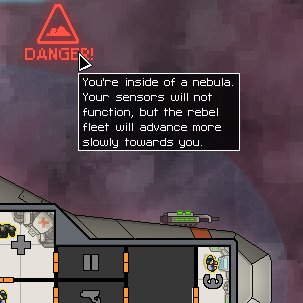 DANGER!
You're inside of a nebula.
Your sensors will not
function, but the rebel
fleet will advance more
slowly towards you.